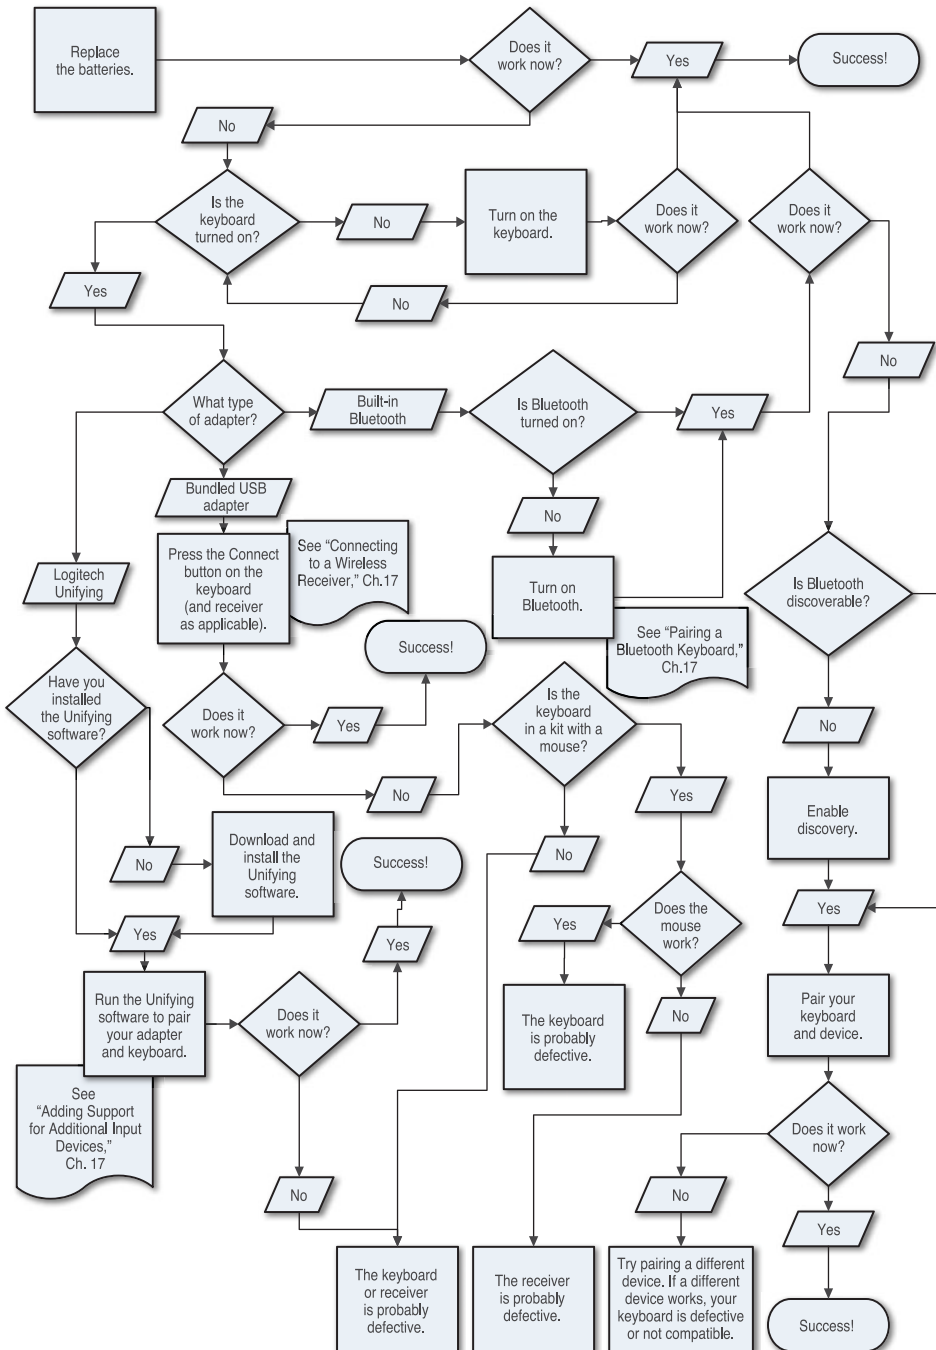 Replace
the batteries.
Does it
work now?
Yes
Success!
No
Is the
keyboard
turned on?
No
Turn on the
keyboard.
Does it
work now?
Does it
work now?
Yes
No
No
What type
of adapter?
Built-in
Bluetooth
Is Bluetooth
turned on?
Yes
Bundled USB
adapter
No
Logitech
Unifying
Press the Connect
button on the
keyboard
(and receiver
as applicable).
See “Connecting
to a Wireless
Receiver,” Ch.17
Turn on
Bluetooth.
Is Bluetooth
discoverable?
See “Pairing a
Bluetooth Keyboard,”
Ch.17
Success!
Have you
installed
the Unifying
software?
Does it
work now?
Yes
Is the
keyboard
in a kit with a
mouse?
No
No
Yes
Enable
discovery.
No
Download and
install the
Unifying
software.
Success!
No
Yes
Yes
Yes
Does the
mouse
work?
Yes
Run the Unifying
software to pair
your adapter
and keyboard.
Does it
work now?
The keyboard
is probably
defective.
No
Pair your
keyboard
and device.
See
“Adding Support
for Additional Input
Devices,”
Ch. 17
Does it work
now?
No
No
Yes
The keyboard
or receiver
is probably
defective.
The receiver
is probably
defective.
Try pairing a different
device. If a different
device works, your
keyboard is defective
or not compatible.
Success!